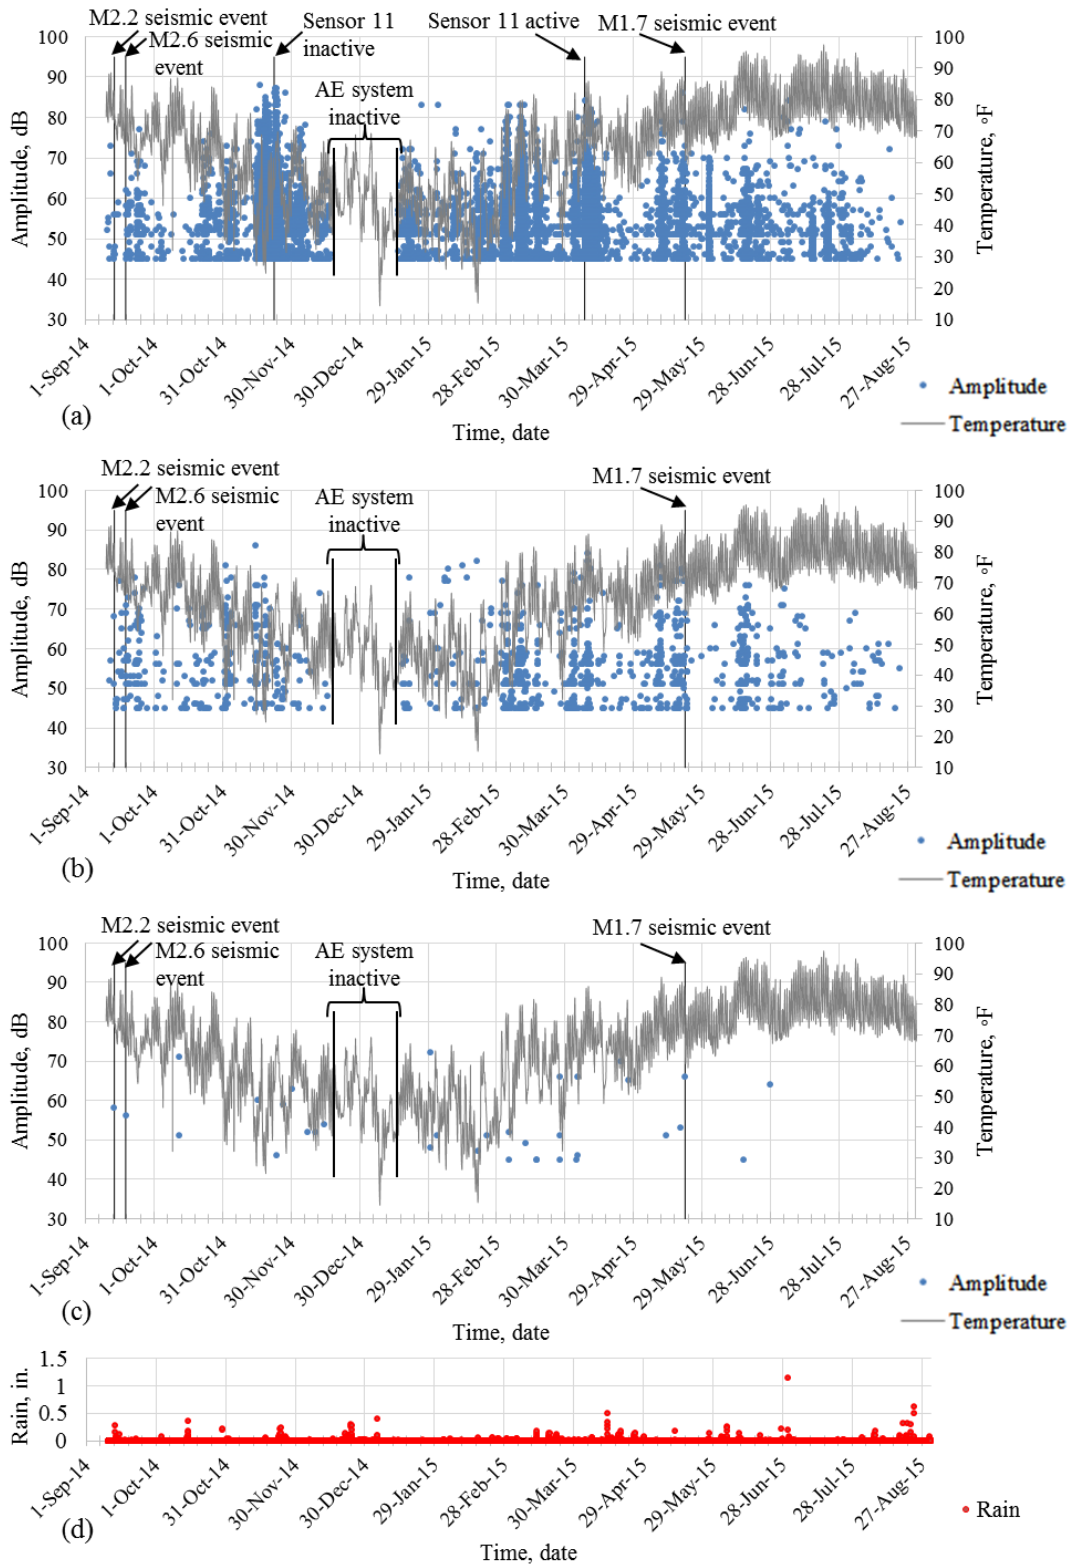 M2.2 seismic event
Sensor 11
inactive
Sensor 11 active
M1.7 seismic event
M2.6 seismic
event
AE system
inactive
100
90
80
70
60
50
40
30
Amplitude, dB
100
90
80
70
60
50
40
30
20
10
Temperature, °F
1-Sep-14
1-Oct-14
31-Oct-14
30-Nov-14
30-Dec-14
29-Jan-15
28-Feb-15
30-Mar-15
29-Apr-15
29-May-15
28-Jun-15
28-Jul-15
27-Aug-15
Amplitude
Temperature
(a)
Time, date
M2.2 seismic event
M2.6 seismic
event
AE system
inactive
M1.7 seismic event
100
90
80
70
60
50
40
30
Amplitude, dB
100
90
80
70
60
50
40
30
20
10
Temperature, °F
1-Sep-14
1-Oct-14
31-Oct-14
30-Nov-14
30-Dec-14
29-Jan-15
28-Feb-15
30-Mar-15
29-Apr-15
29-May-15
28-Jun-15
28-Jul-15
27-Aug-15
Amplitude
Temperature
(b)
Time, date
M2.2 seismic event
M2.6 seismic
event
AE system
inactive
M1.7 seismic event
100
90
80
70
60
50
40
30
Amplitude, dB
100
90
80
70
60
50
40
30
20
10
Temperature, °F
1-Sep-14
1-Oct-14
31-Oct-14
30-Nov-14
30-Dec-14
29-Jan-15
28-Feb-15
30-Mar-15
29-Apr-15
29-May-15
28-Jun-15
28-Jul-15
27-Aug-15
Amplitude
Temperature
(c)
Time, date
1.5
1
0.5
0
Rain, in.
1-Sep-14
1-Oct-14
31-Oct-14
30-Nov-14
30-Dec-14
29-Jan-15
28-Feb-15
30-Mar-15
29-Apr-15
29-May-15
28-Jun-15
28-Jul-15
27-Aug-15
Rain
(d)
Time, date